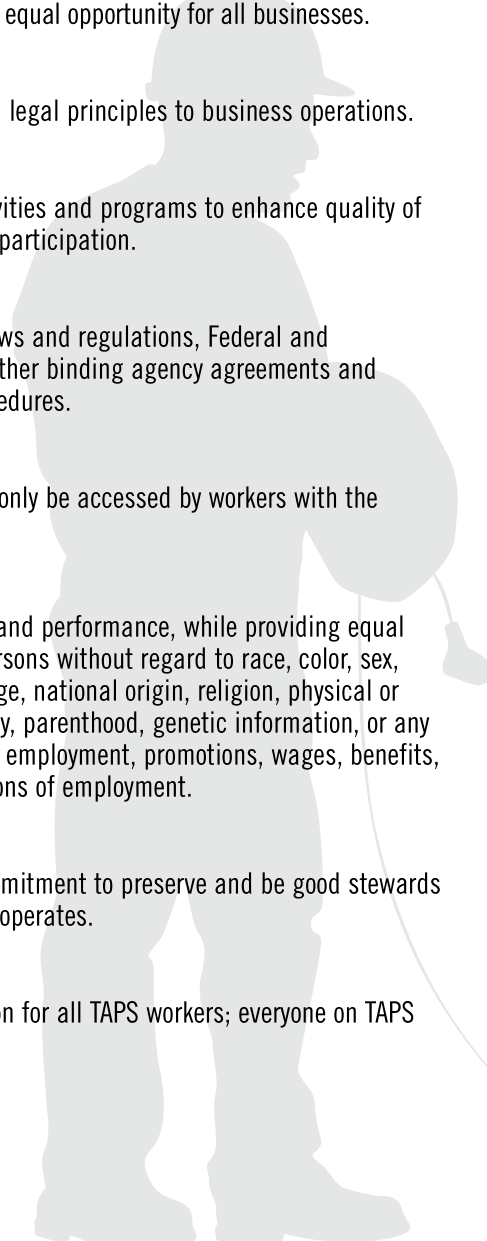 equal opportunity for all businesses.
legal principles to business operations.
vities and programs to enhance quality of
participation.
ws and regulations, Federal and
ther binding agency agreements and
edures.
only be accessed by workers with the
and performance, while providing equal
rsons without regard to race, color, sex,
ge, national origin, religion, physical or
y, parenthood, genetic information, or any
employment, promotions, wages, benefits,
ons of employment.
mitment to preserve and be good stewards
operates.
on for all TAPS workers; everyone on TAPS